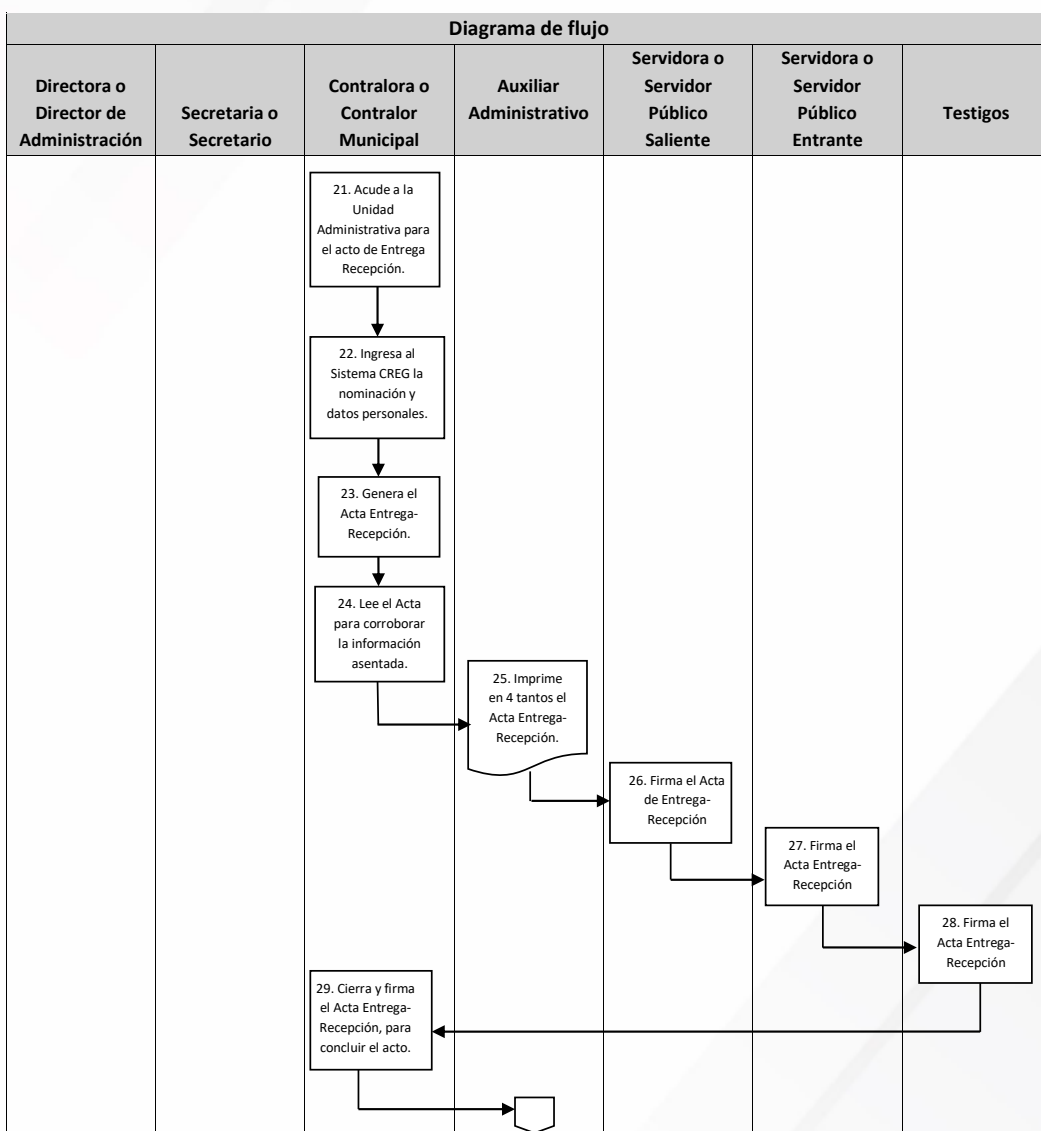 Diagrama de flujo
Directora o
Director de
Administración
Secretaria o
Secretario
Contralora o
Contralor
Municipal
Auxiliar
Administrativo
Servidora o
Servidor
Público
Saliente
Servidora o
Servidor
Público
Entrante
Testigos
21. Acude a la
Unidad
Administrativa para
el acto de Entrega
Recepción.
22. Ingresa al
Sistema CREG la
nominación y
datos personales.
23. Genera el
Acta Entrega-
Recepción.
24. Lee el Acta
para corroborar
la información
asentada.
25. Imprime
en 4 tantos el
Acta Entrega-
Recepción.
26. Firma el Acta
de Entrega-
Recepción
27. Firma el
Acta Entrega-
Recepción
28. Firma el
Acta Entrega-
Recepción
29. Cierra y firma
el Acta Entrega-
Recepción, para
concluir el acto.